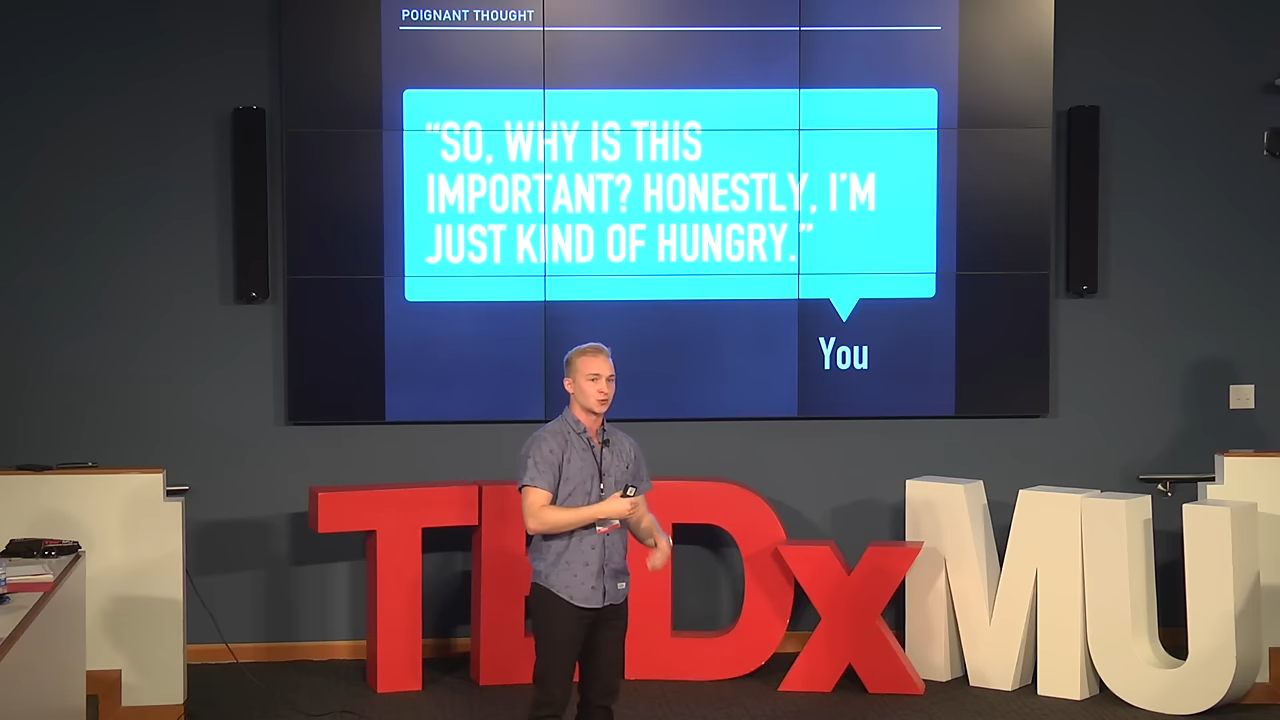 POIGNANT THOUGHT
"SO, WHY IS THIS
IMPORTANT? HONESTLY, I'M
JUST KIND OF HUNGRY."
You
TEDxMU